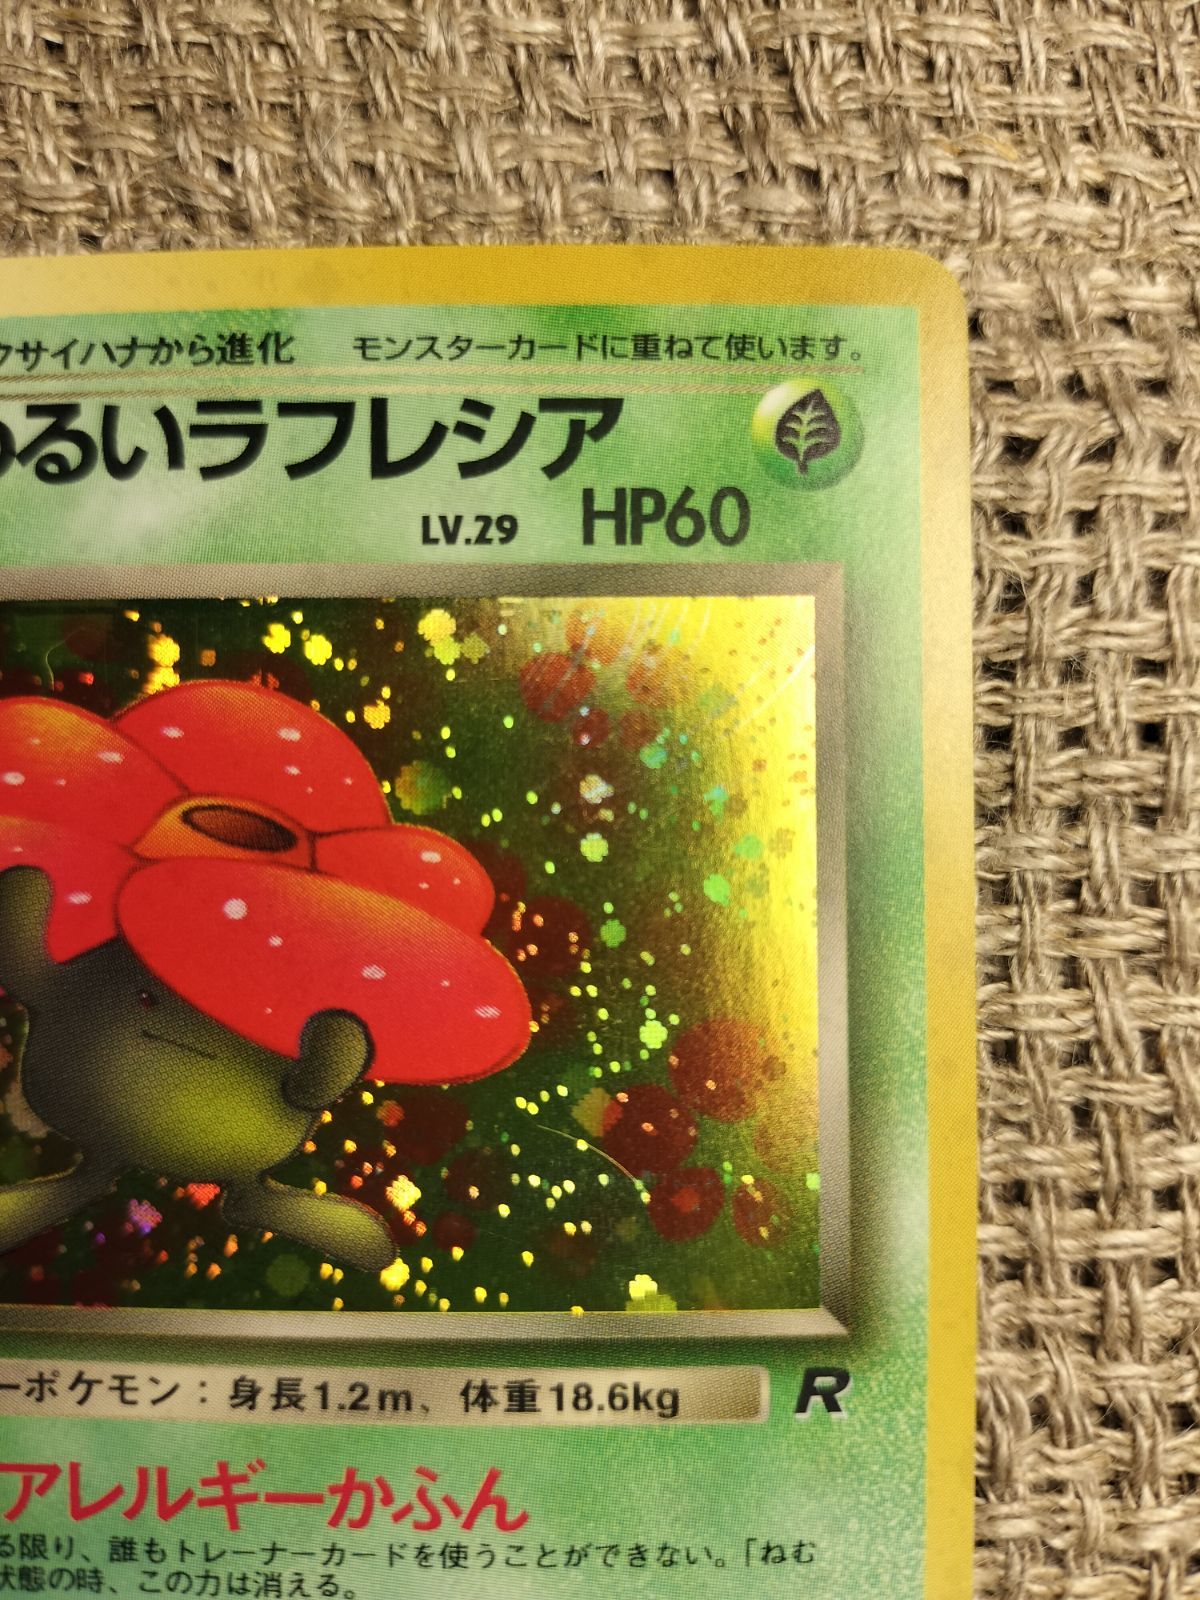 クサイハナから進化 モンスターカードに重ねて使います。
るいラフレシア
LV.29 HP60
ーポケモン：身長1.2m、体重18.6kg R
アレルギーかふん
る限り、誰もトレーナーカードを使うことができない。「ねむ
状態の時、この力は消える。